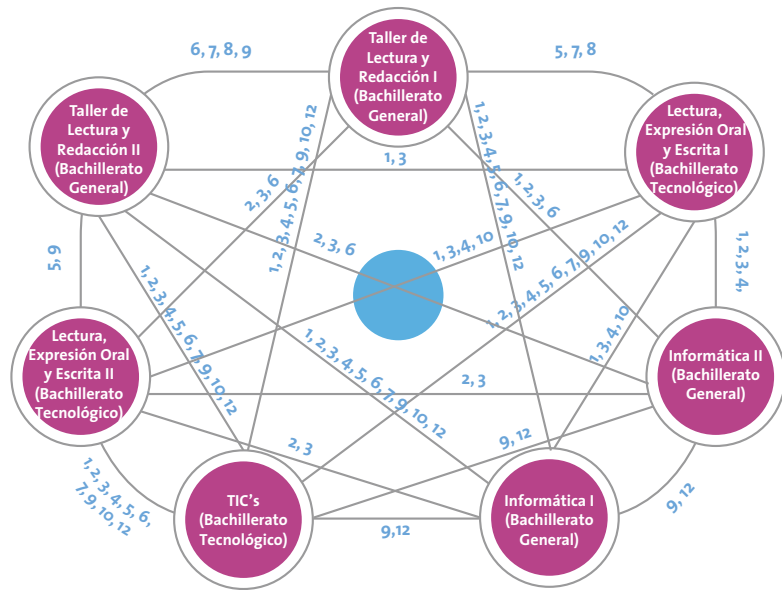 Taller de
Lectura y
Redacción I
(Bachillerato
General)
6, 7, 8, 9
5, 7, 8
Taller de
Lectura y
Redacción II
(Bachillerato
General)
Lectura,
Expresión Oral
y Escrita I
(Bachillerato
Tecnológico)
1, 3
2, 3, 6
1, 2, 3, 4, 5, 6, 7, 9, 10, 12
1, 2, 3, 4, 5, 6, 7, 9, 10, 12
1, 2, 3, 6
5, 9
2, 3, 6
1, 3, 4, 10
1, 2, 3, 4, 5, 6, 7, 9, 10, 12
1, 2, 3, 4,
1, 2, 3, 4, 5, 6, 7, 9, 10, 12
1, 2, 3, 4, 5, 6, 7, 9, 10, 12
1, 3, 4, 10
Lectura,
Expresión Oral
y Escrita II
(Bachillerato
Tecnológico)
Informática II
(Bachillerato
General)
2, 3
2, 3
9, 12
1, 2, 3, 4, 5, 6,
7, 9, 10, 12
TIC's
(Bachillerato
Tecnológico)
9,12
Informática I
(Bachillerato
General)
9, 12